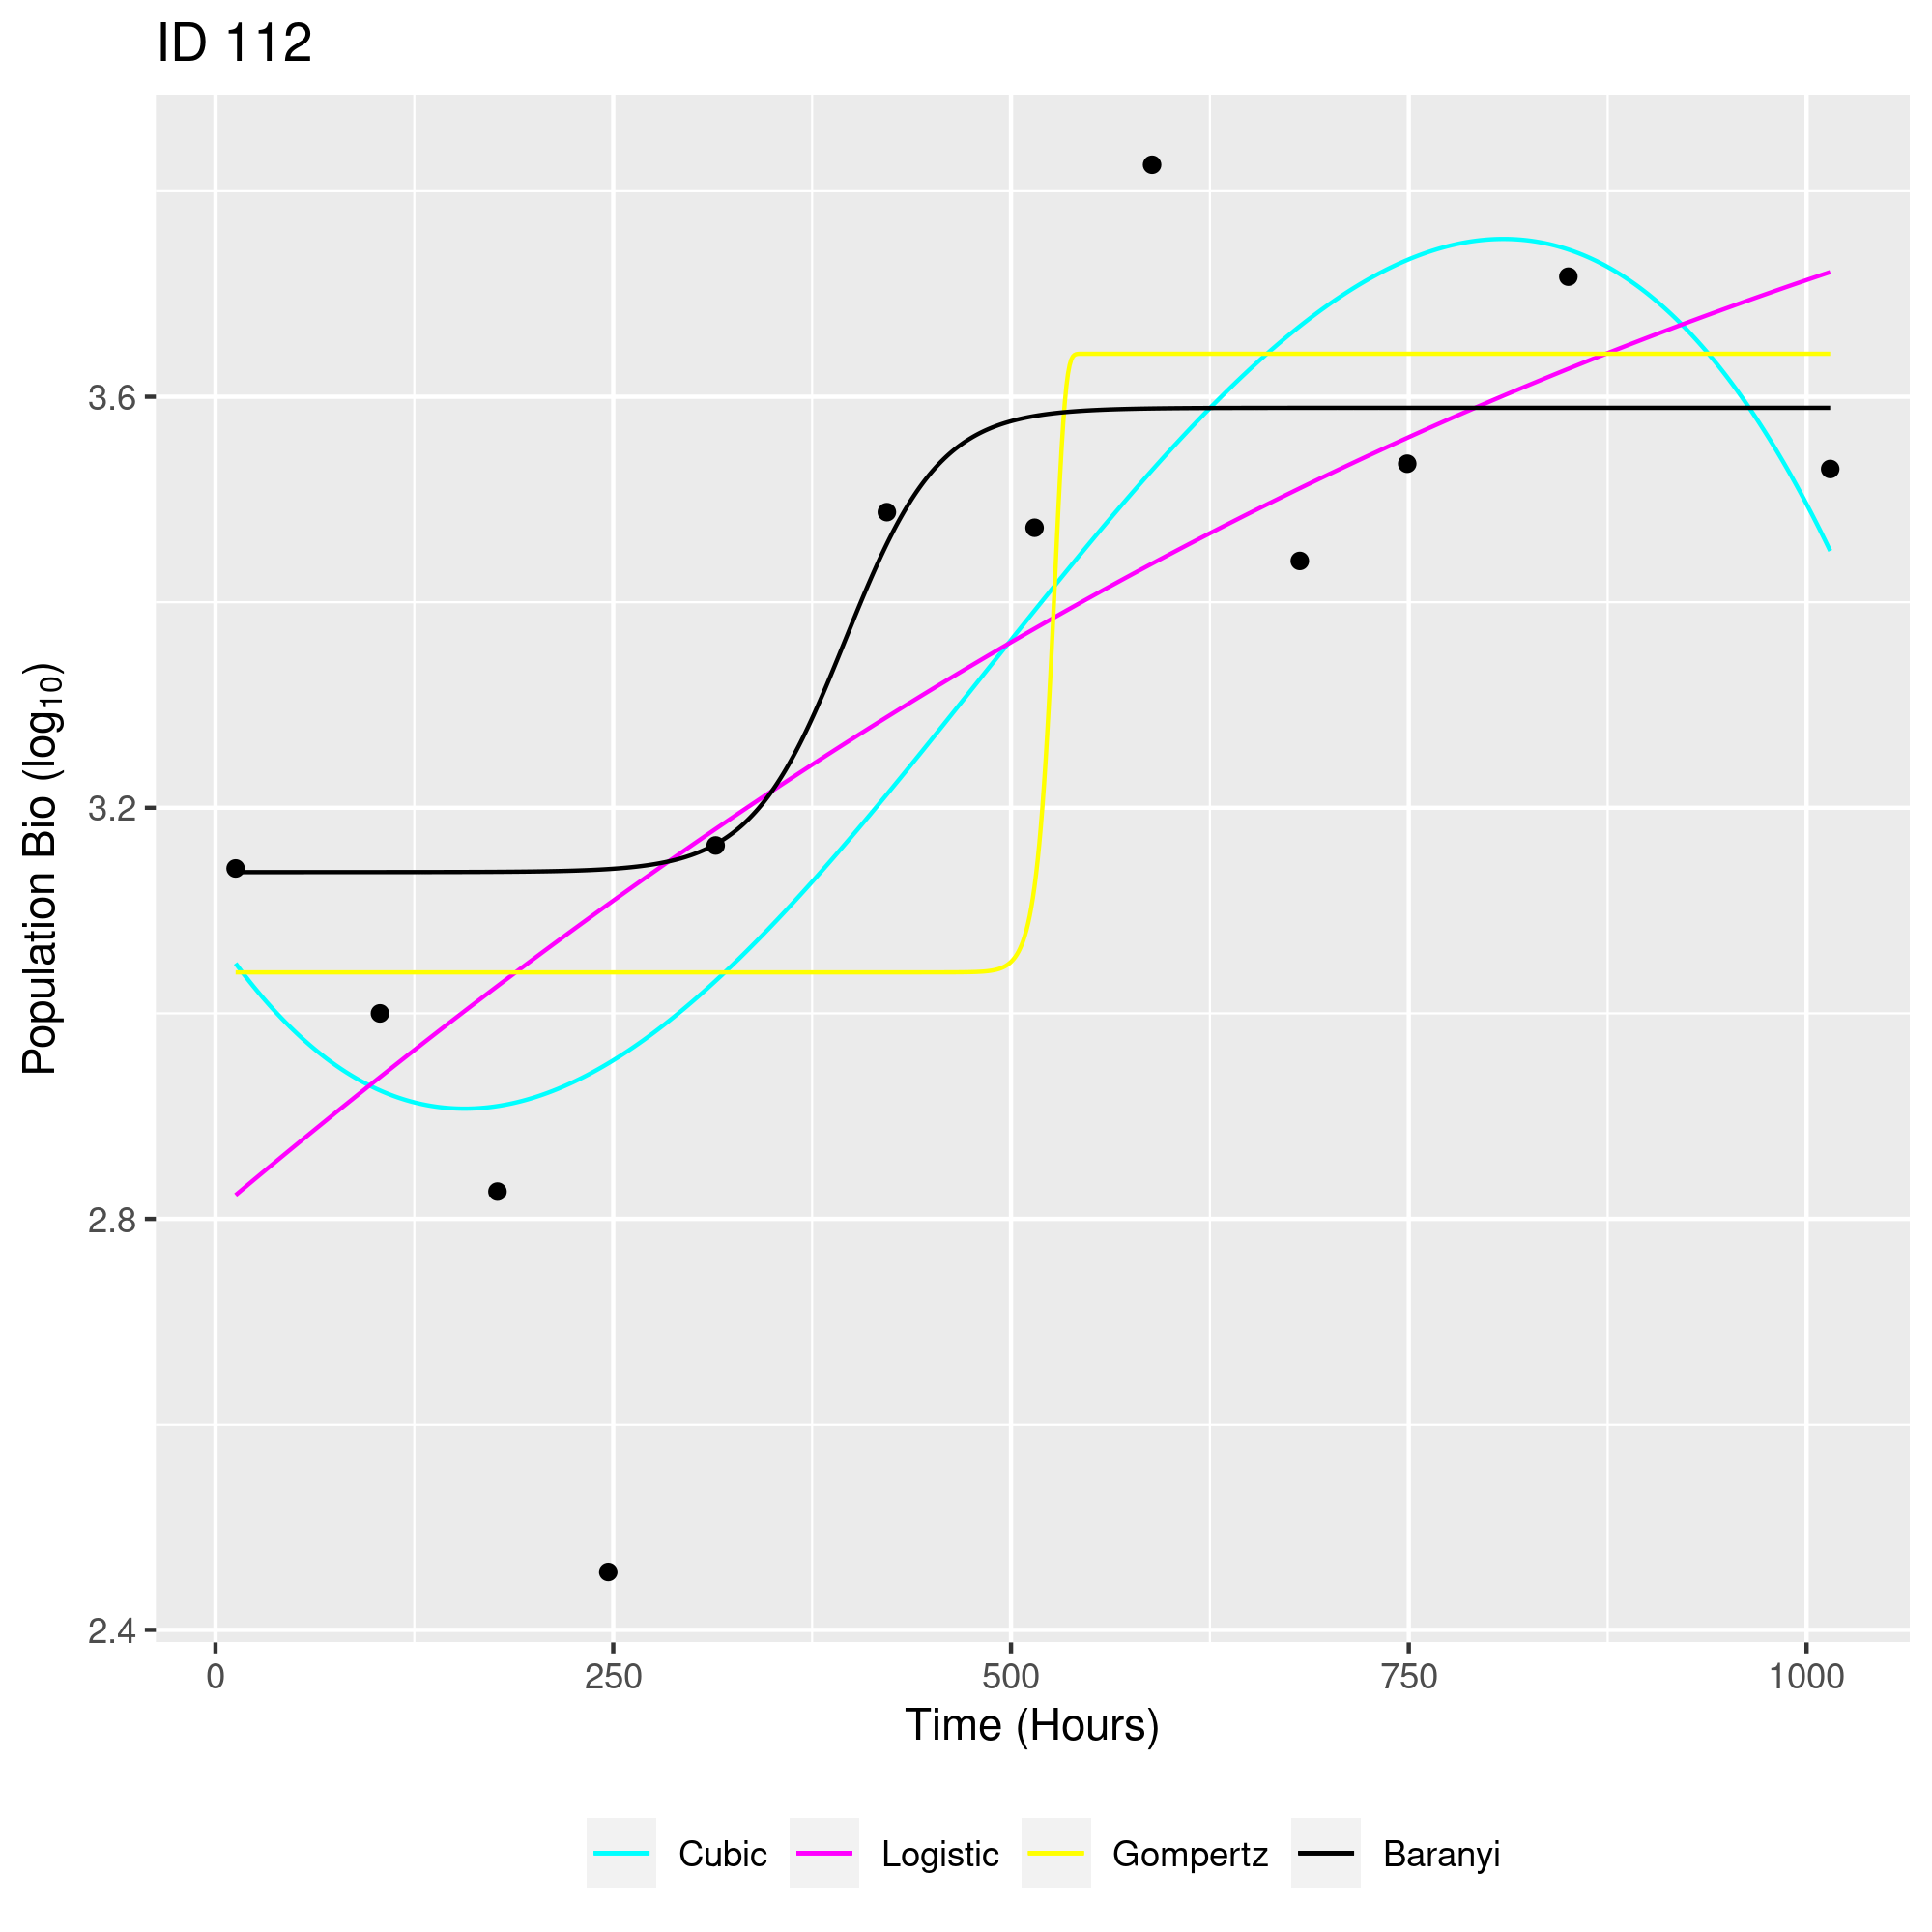 ID 112
Population Bio (log₁₀)
3.6
3.2
2.8
2.4
0 250 500 750 1000
Time (Hours)
Cubic Logistic Gompertz Baranyi